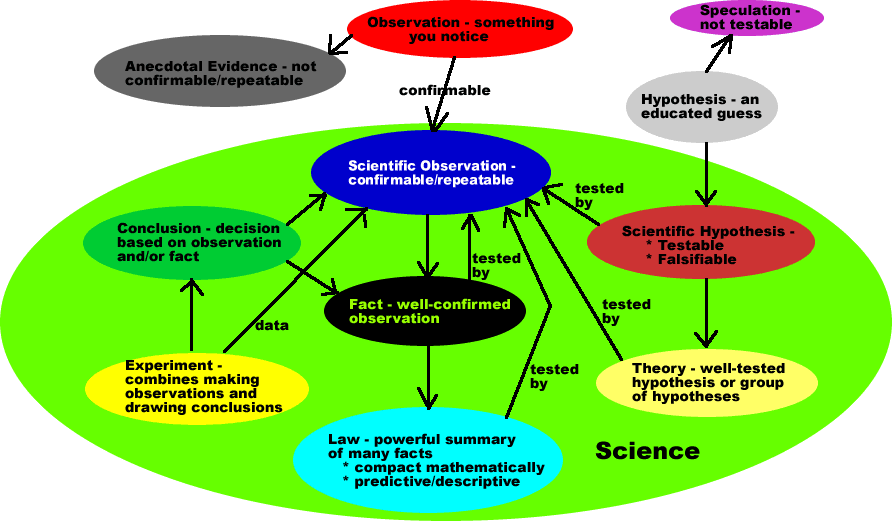 Observation - something
you notice
Speculation -
not testable
Anecdotal Evidence - not
confirmable/repeatable
confirmable
Hypothesis - an
educated guess
Scientific Observation -
confirmable/repeatable
tested
by
Conclusion - decision
based on observation
and/or fact
Scientific Hypothesis -
* Testable
* Falsifiable
tested
by
Fact - well-confirmed
observation
data
tested
by
Experiment -
combines making
observations and
drawing conclusions
tested
by
Theory - well-tested
hypothesis or group
of hypotheses
Law - powerful summary
of many facts
* compact mathematically
* predictive/descriptive
Science